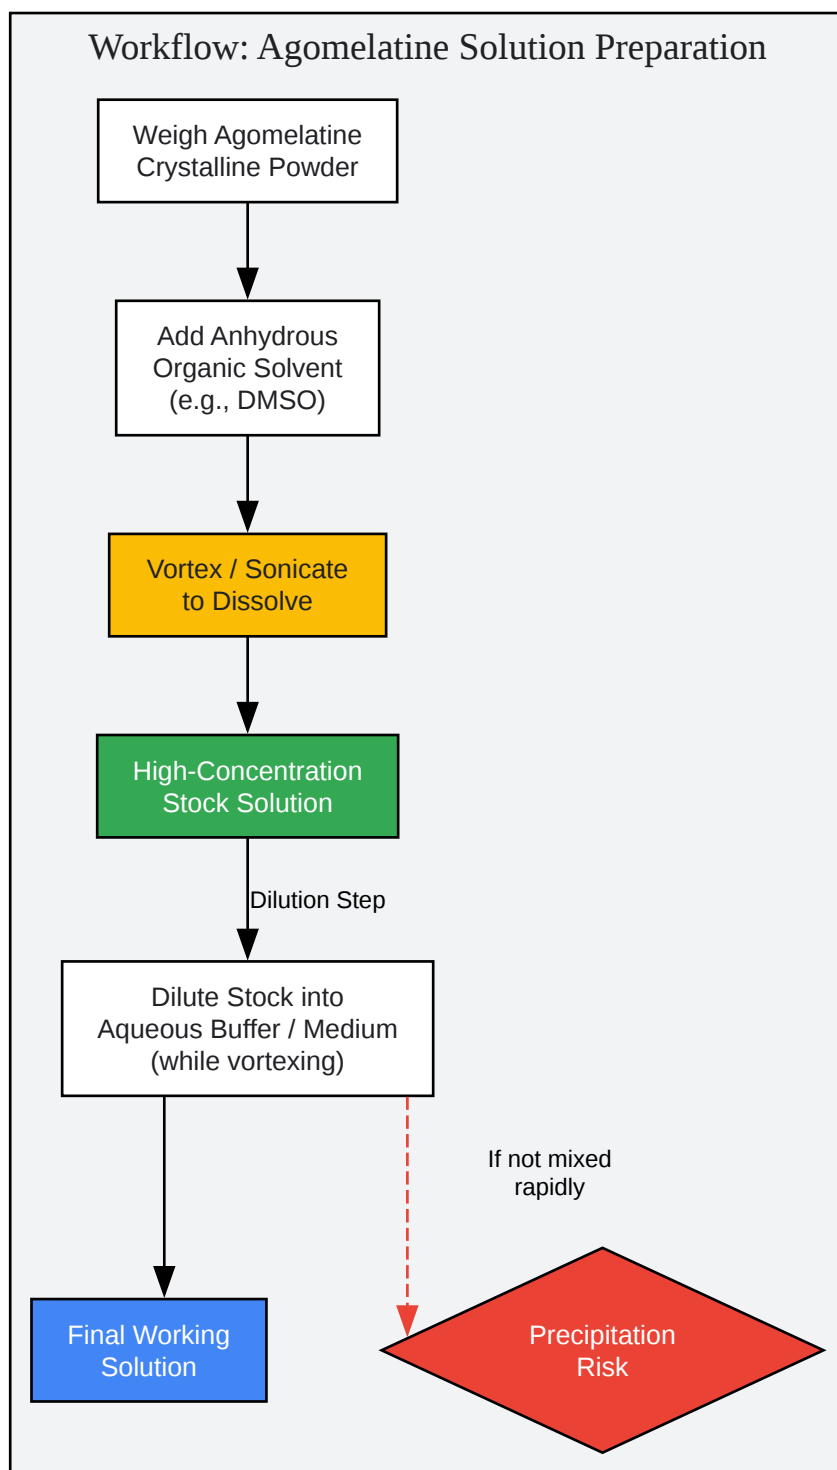 Workflow: Agomelatine Solution Preparation
Weigh Agomelatine
Crystalline Powder
Add Anhydrous
Organic Solvent
(e.g., DMSO)
Vortex / Sonicate
to Dissolve
High-Concentration
Stock Solution
Dilution Step
Dilute Stock into
Aqueous Buffer / Medium
(while vortexing)
If not mixed
rapidly
Final Working
Solution
Precipitation
Risk